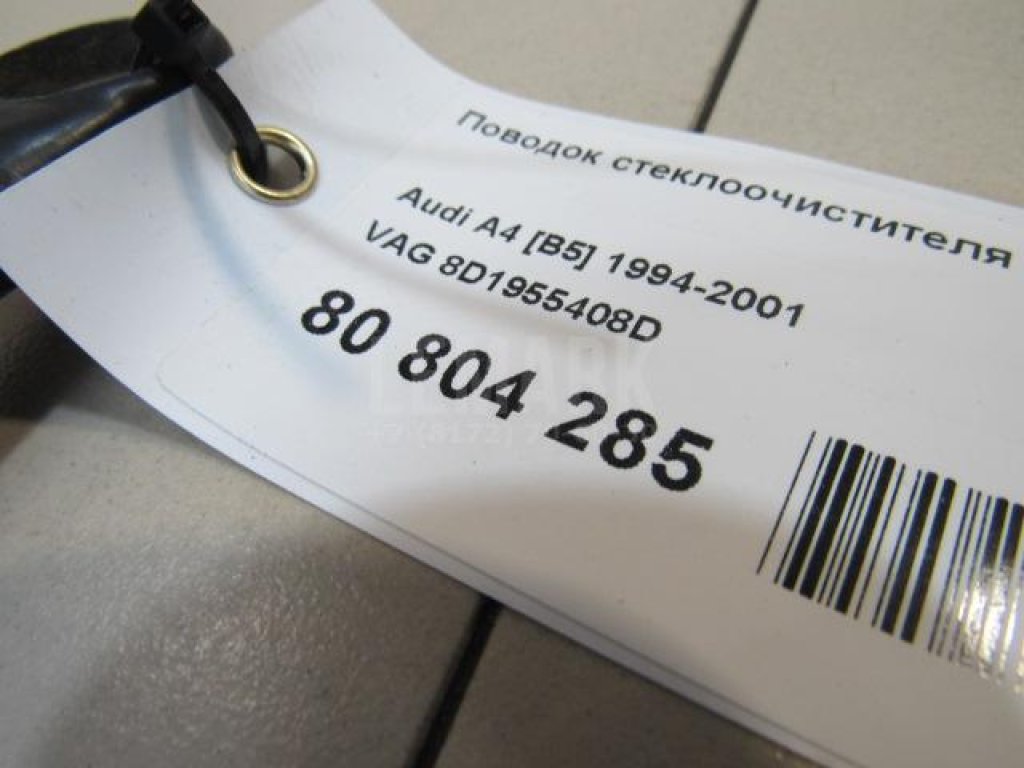 Поводок стеклоочистителя
Audi A4 [B5] 1994-2001
VAG 8D1955408D
80 804 285